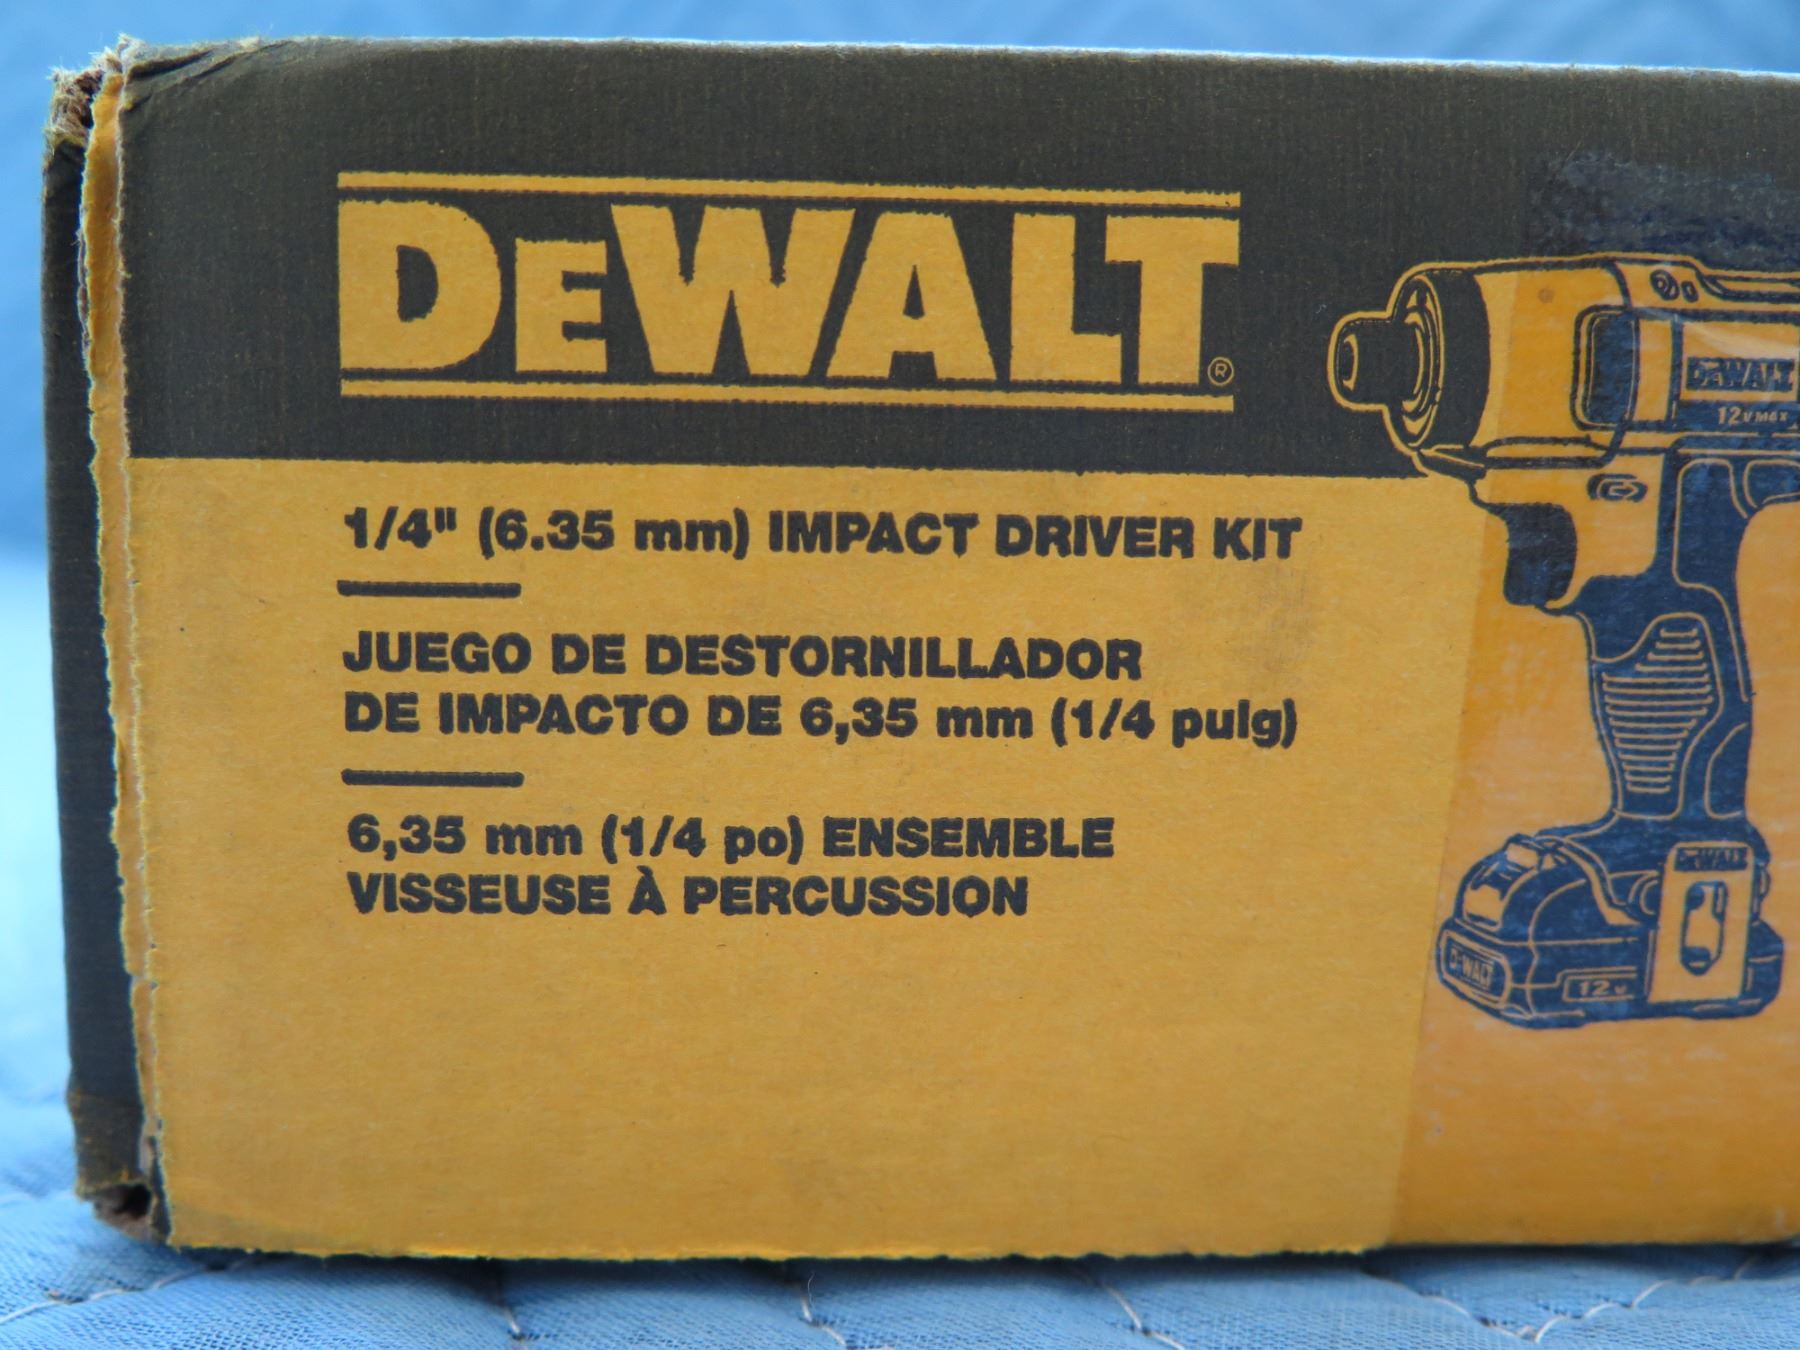 DEWALT®
1/4" (6.35 mm) IMPACT DRIVER KIT
JUEGO DE DESTORNILLADOR
DE IMPACTO DE 6,35 mm (1/4 pulg)
6,35 mm (1/4 po) ENSEMBLE
VISSEUSE À PERCUSSION
DEWALT
12V MAX
DEWALT
DEWALT
12V